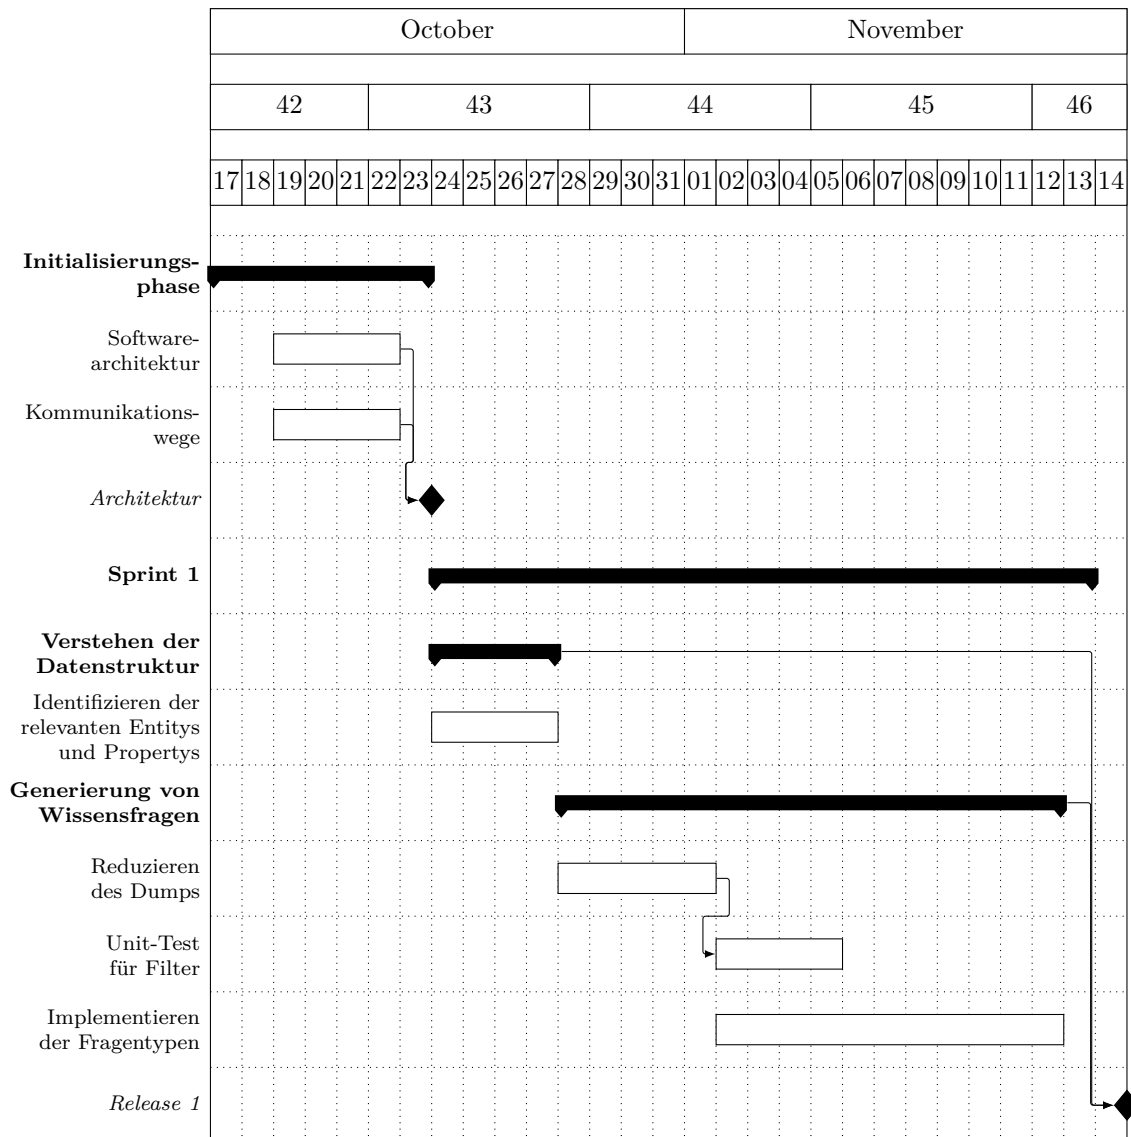 October November
42 43 44 45 46
17 18 19 20 21 22 23 24 25 26 27 28 29 30 31 01 02 03 04 05 06 07 08 09 10 11 12 13 14
Initialisierungs-
phase
Software-
architektur
Kommunikations-
wege
Architektur
Sprint 1
Verstehen der
Datenstruktur
Identifizieren der
relevanten Entitys
und Propertys
Generierung von
Wissensfragen
Reduzieren
des Dumps
Unit-Test
für Filter
Implementieren
der Fragentypen
Release 1